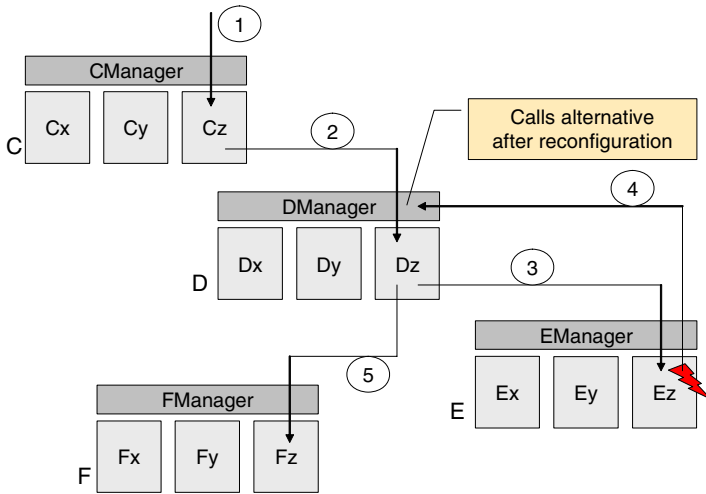 1
CManager
Cx Cy Cz
C
2
Calls alternative
after reconfiguration
4
DManager
Dx Dy Dz
D
3
EManager
5
Ex Ey Ez
E
FManager
Fx Fy Fz
F